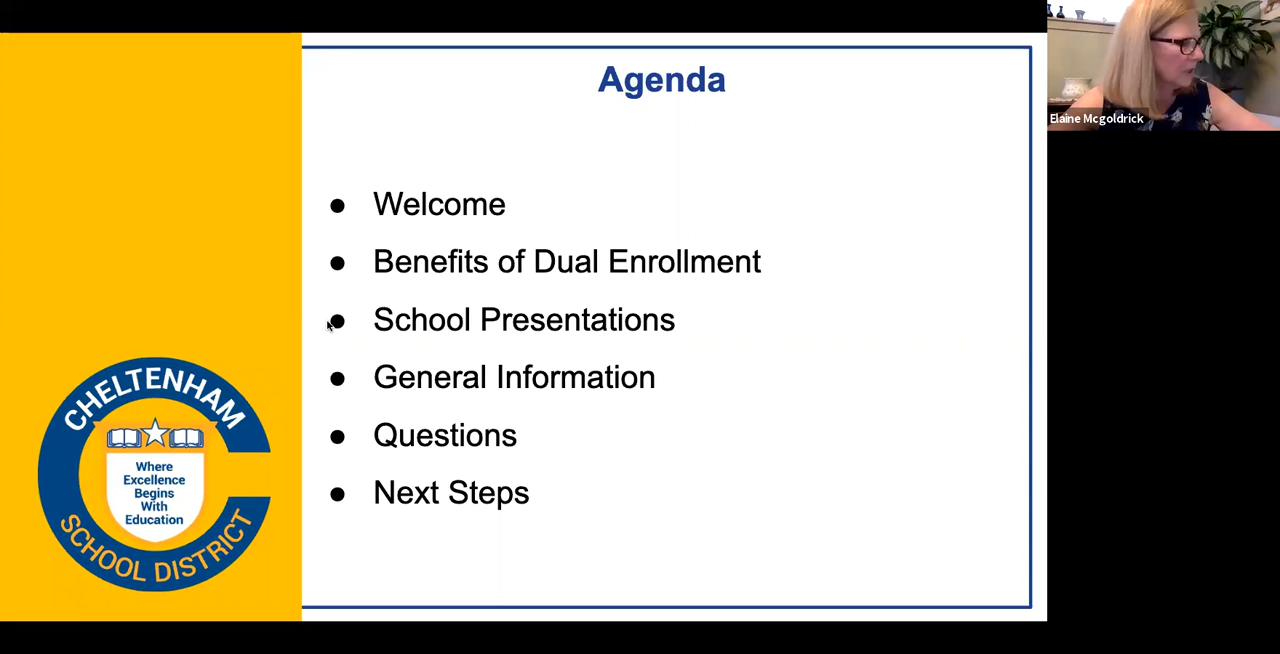 Agenda
Elaine Mcgoldrick
● Welcome
● Benefits of Dual Enrollment
● School Presentations
● General Information
● Questions
● Next Steps
CHELTENHAM
Where
Excellence
Begins
With
Education
SCHOOL DISTRICT